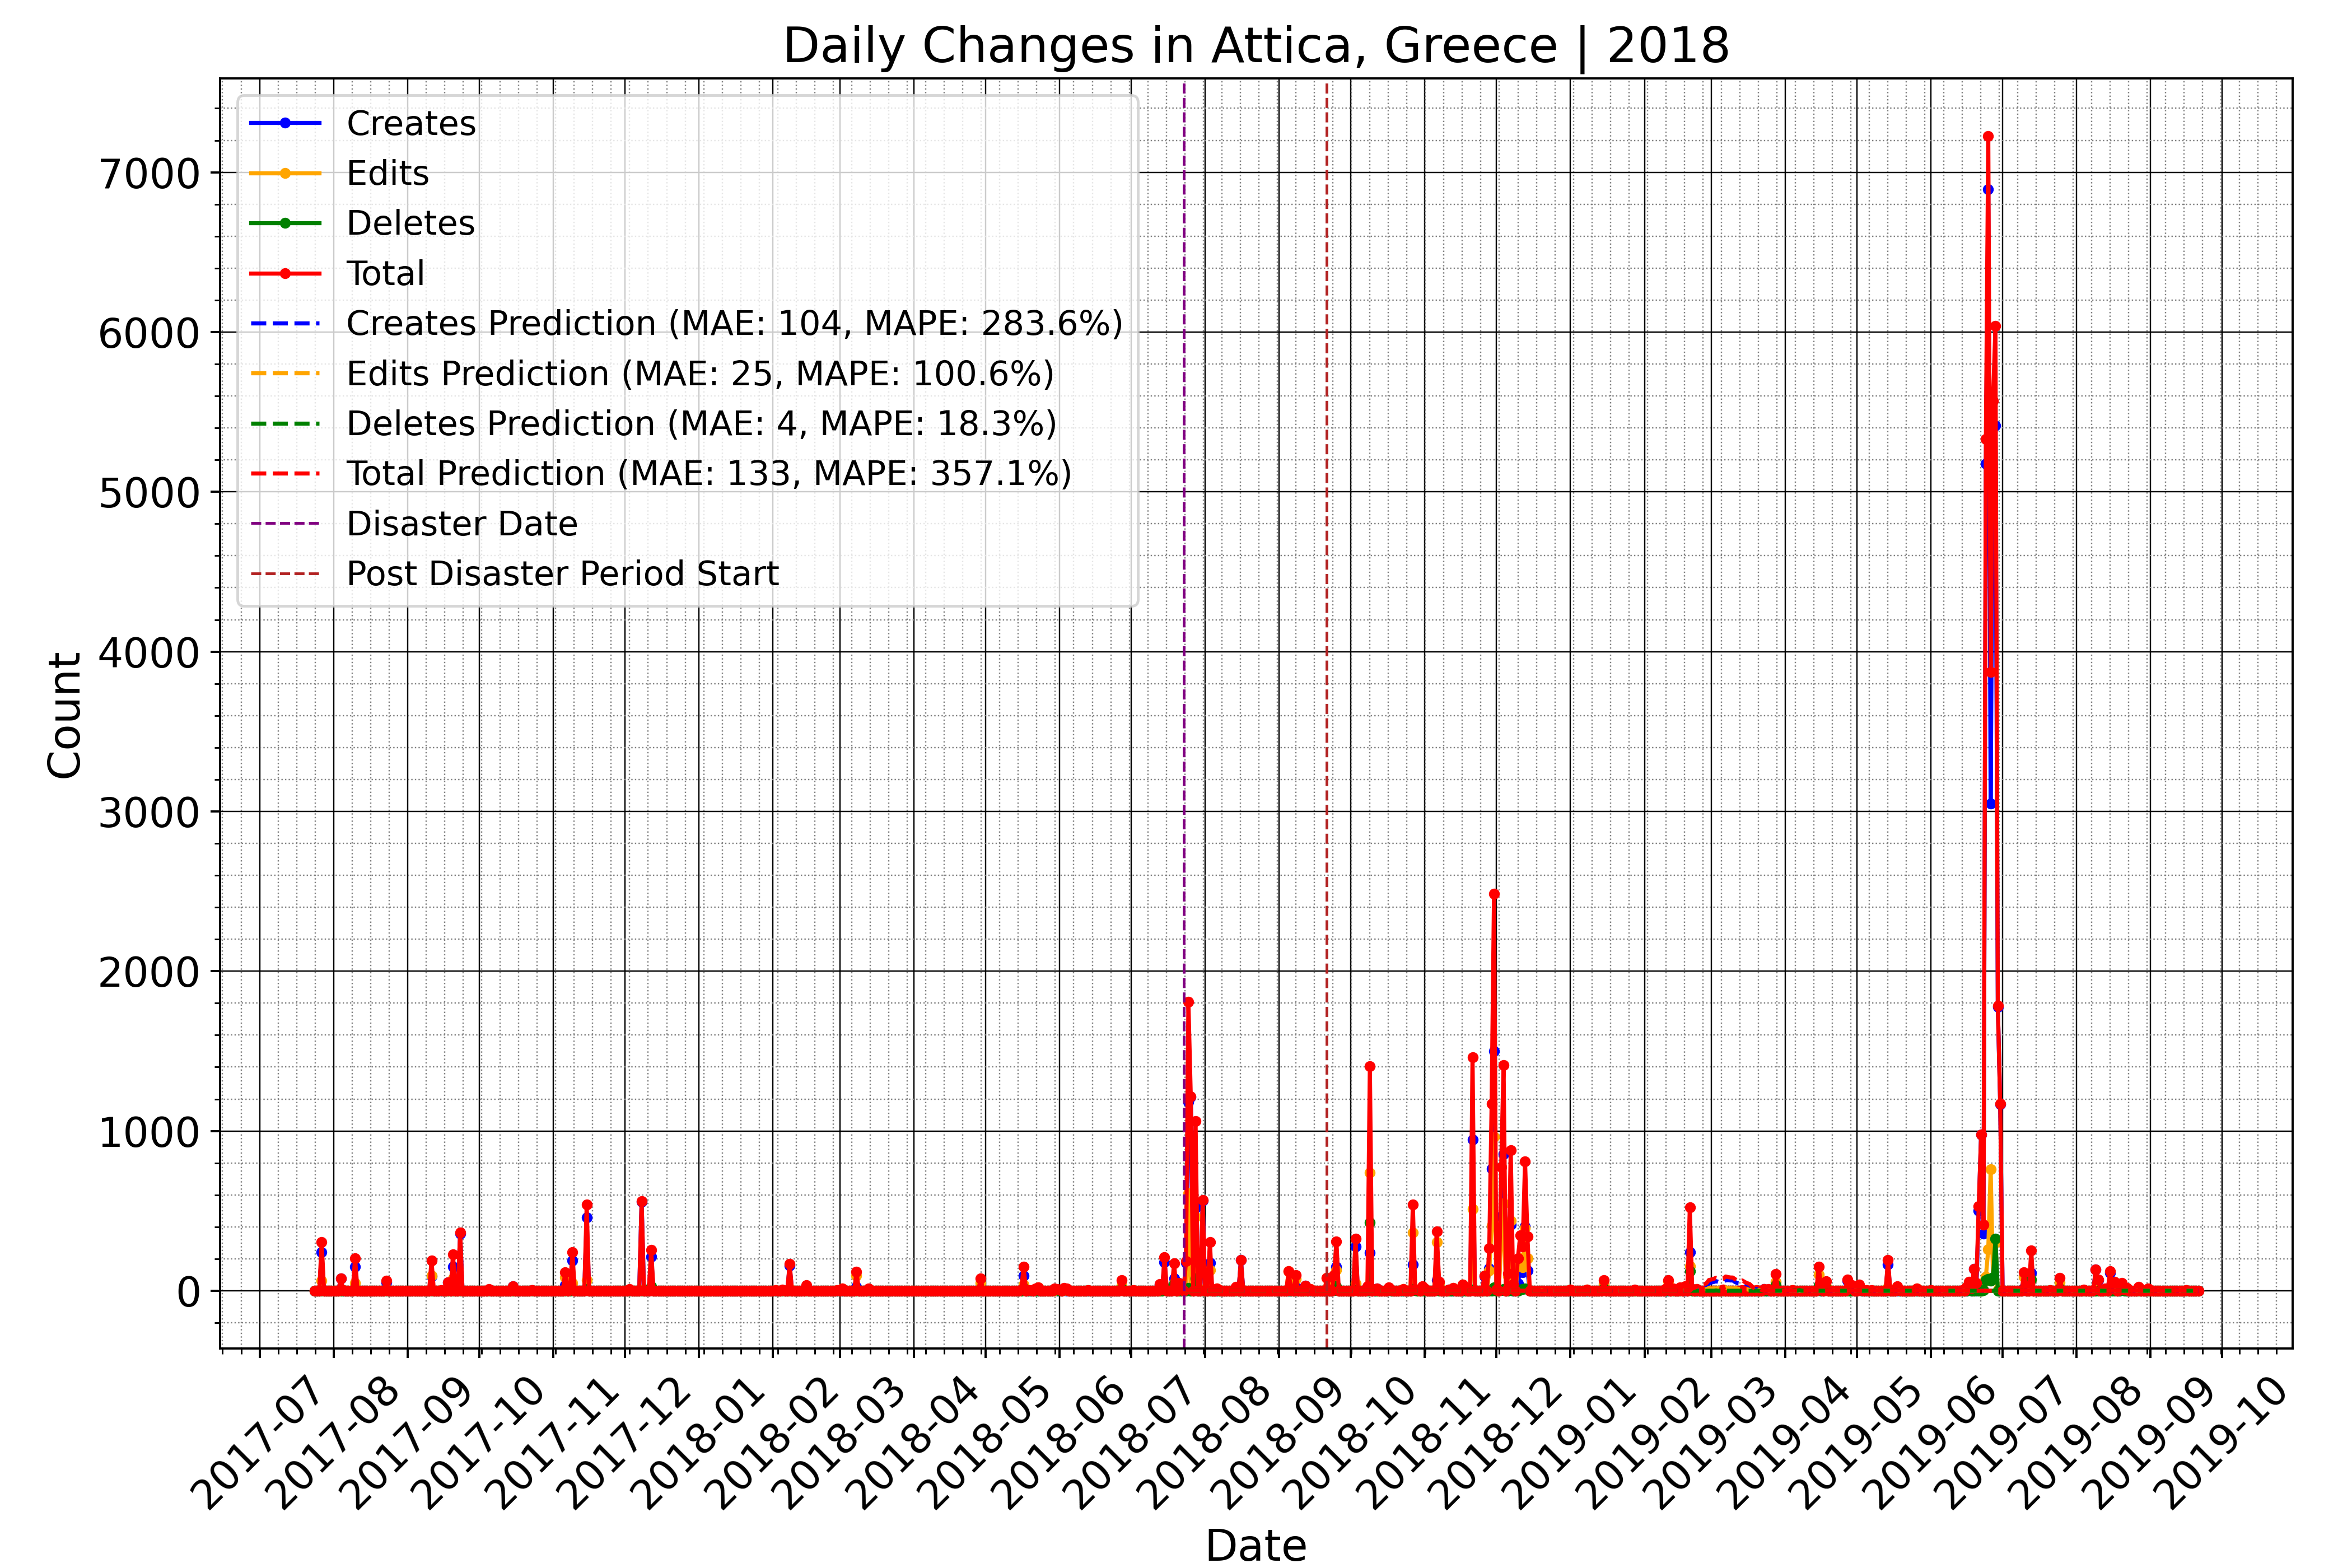 Daily Changes in Attica, Greece | 2018
Creates
Edits
Deletes
Total
Creates Prediction (MAE: 104, MAPE: 283.6%)
Edits Prediction (MAE: 25, MAPE: 100.6%)
Deletes Prediction (MAE: 4, MAPE: 18.3%)
Total Prediction (MAE: 133, MAPE: 357.1%)
Disaster Date
Post Disaster Period Start
Count
7000
6000
5000
4000
3000
2000
1000
0
2017-07
2017-08
2017-09
2017-10
2017-11
2017-12
2018-01
2018-02
2018-03
2018-04
2018-05
2018-06
2018-07
2018-08
2018-09
2018-10
2018-11
2018-12
2019-01
2019-02
2019-03
2019-04
2019-05
2019-06
2019-07
2019-08
2019-09
2019-10
Date